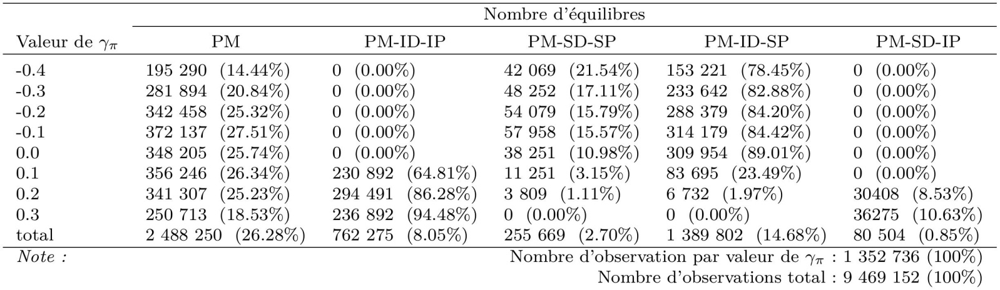 Nombre d'équilibres
Valeur de γπ PM PM-ID-IP PM-SD-SP PM-ID-SP PM-SD-IP
-0.4 195 290 (14.44%) 0 (0.00%) 42 069 (21.54%) 153 221 (78.45%) 0 (0.00%)
-0.3 281 894 (20.84%) 0 (0.00%) 48 252 (17.11%) 233 642 (82.88%) 0 (0.00%)
-0.2 342 458 (25.32%) 0 (0.00%) 54 079 (15.79%) 288 379 (84.20%) 0 (0.00%)
-0.1 372 137 (27.51%) 0 (0.00%) 57 958 (15.57%) 314 179 (84.42%) 0 (0.00%)
0.0 348 205 (25.74%) 0 (0.00%) 38 251 (10.98%) 309 954 (89.01%) 0 (0.00%)
0.1 356 246 (26.34%) 230 892 (64.81%) 11 251 (3.15%) 83 695 (23.49%) 0 (0.00%)
0.2 341 307 (25.23%) 294 491 (86.28%) 3 809 (1.11%) 6 732 (1.97%) 30408 (8.53%)
0.3 250 713 (18.53%) 236 892 (94.48%) 0 (0.00%) 0 (0.00%) 36275 (10.63%)
total 2 488 250 (26.28%) 762 275 (8.05%) 255 669 (2.70%) 1 389 802 (14.68%) 80 504 (0.85%)
Note : Nombre d'observation par valeur de γπ : 1 352 736 (100%)
Nombre d'observations total : 9 469 152 (100%)